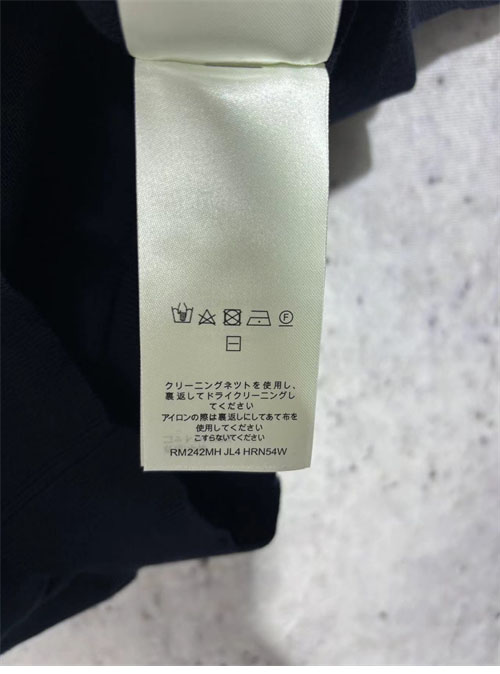 F
クリーニングネットを使用し、
裏返してドライクリーニングし
てください
アイロンの際は裏返しにしてあて布を
使用してください
こすらないでください
RM242MH JL4 HRN54W